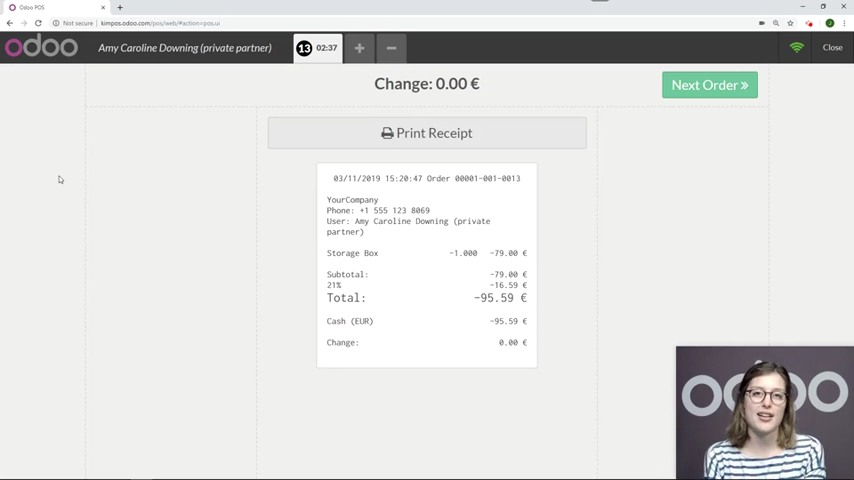 Odoo POS
Not secure | kimpos.odoo.com/pos/web/#action=pos.ui
odoo Amy Caroline Downing (private partner) 13 02:37 + − Close
Change: 0.00 €
Next Order
Print Receipt
03/11/2019 15:20:47 Order 00001-001-0013
YourCompany
Phone: +1 555 123 8069
User: Amy Caroline Downing (private
partner)
Storage Box -1.000 -79.00 €
Subtotal: -79.00 €
21% -16.59 €
Total: -95.59 €
Cash (EUR) -95.59 €
Change: 0.00 €
odoo